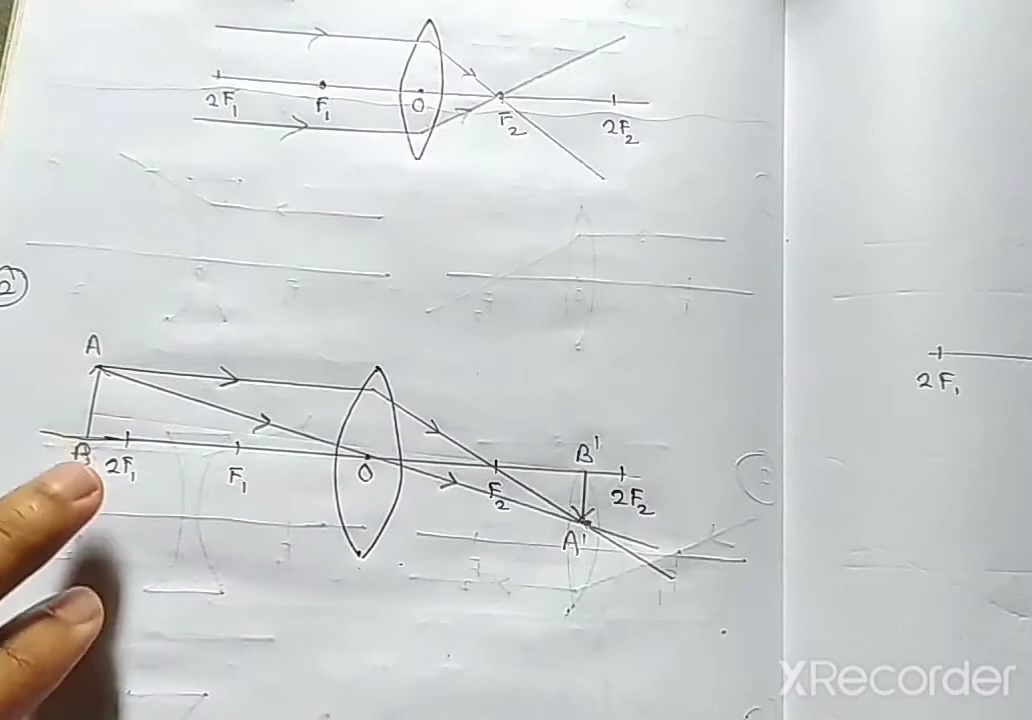 2F₁ F₁ O F₂ 2F₂
2
A
B 2F₁ F₁ O F₂ B' 2F₂
A'
2F₁
XRecorder